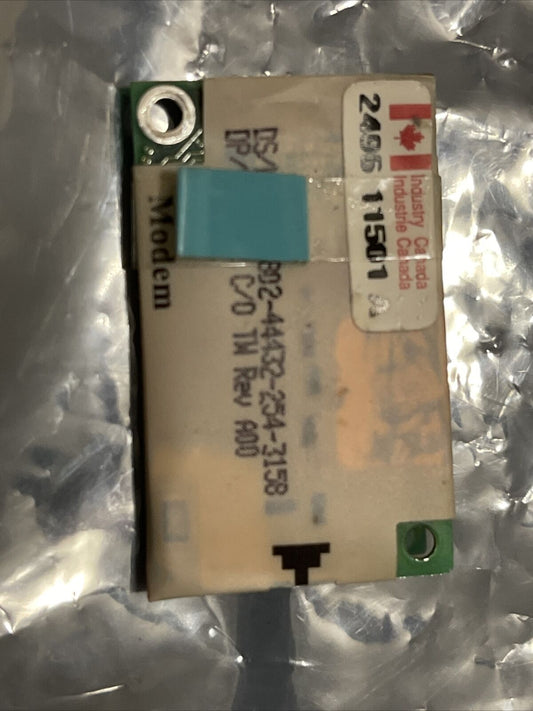 Industry Canada
Industrie Canada
2496 11501 A
DS/
802-44432-254-3158
DP/
C/O TW Rev A00
Modem